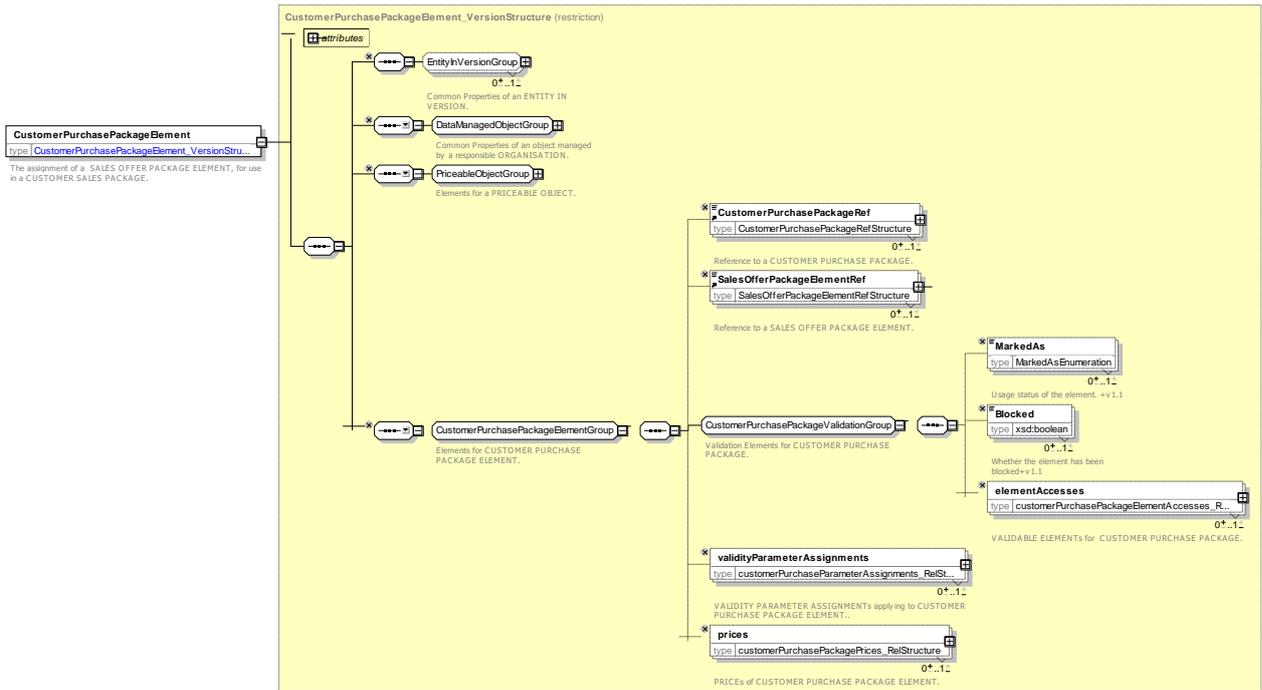 CustomerPurchasePackageElement_VersionStructure (restriction)
attributes
EntityInVersionGroup
0..1
Common Properties of an ENTITY IN
VERSION.
CustomerPurchasePackageElement
type CustomerPurchasePackageElement_VersionStru...
The assignment of a SALES OFFER PACKAGE ELEMENT, for use
in a CUSTOMER SALES PACKAGE.
DataManagedObjectGroup
Common Properties of an object managed
by a responsible ORGANISATION.
PriceableObjectGroup
Elements for a PRICEABLE OBJECT.
CustomerPurchasePackageRef
type CustomerPurchasePackageRefStructure
0..1
Reference to a CUSTOMER PURCHASE PACKAGE.
SalesOfferPackageElementRef
type SalesOfferPackageElementRefStructure
0..1
Reference to a SALES OFFER PACKAGE ELEMENT.
MarkedAs
type MarkedAsEnumeration
0..1
Usage status of the element. +v1.1
CustomerPurchasePackageElementGroup
Elements for CUSTOMER PURCHASE
PACKAGE ELEMENT.
CustomerPurchasePackageValidationGroup
Validation Elements for CUSTOMER PURCHASE
PACKAGE.
Blocked
type xsd:boolean
0..1
Whether the element has been
blocked+v1.1
elementAccesses
type customerPurchasePackageElementAccesses_R...
0..1
VALIDABLE ELEMENTs for CUSTOMER PURCHASE PACKAGE.
validityParameterAssignments
type customerPurchaseParameterAssignments_RelSt...
0..1
VALIDITY PARAMETER ASSIGNMENTs applying to CUSTOMER
PURCHASE PACKAGE ELEMENT..
prices
type customerPurchasePackagePrices_RelStructure
0..1
PRICEs of CUSTOMER PURCHASE PACKAGE ELEMENT.